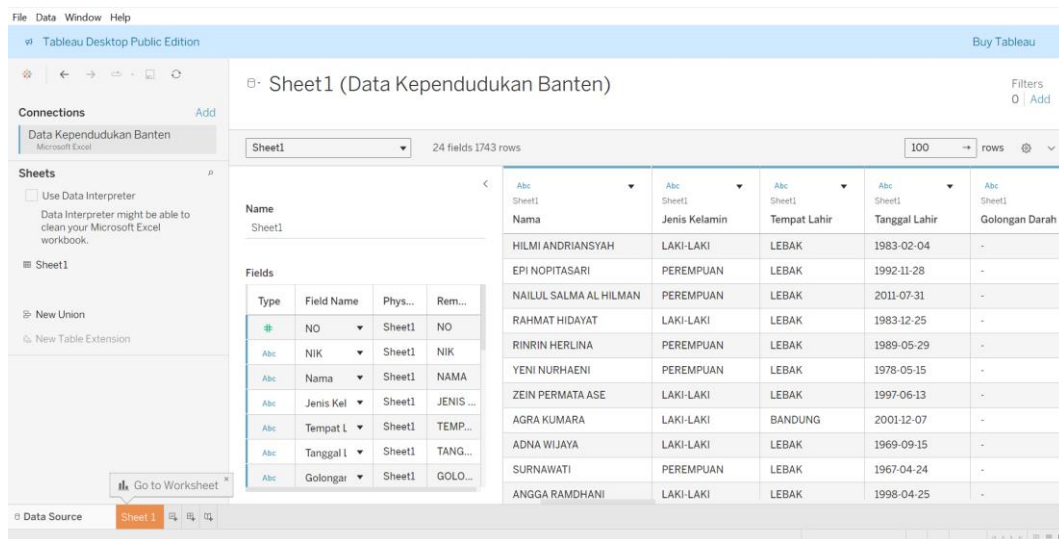 File Data Window Help
Tableau Desktop Public Edition
Buy Tableau
Connections
Add
Data Kependudukan Banten
Microsoft Excel
Sheets
Use Data Interpreter
Data Interpreter might be able to
clean your Microsoft Excel
workbook.
Sheet1
New Union
New Table Extension
Sheet1 (Data Kependudukan Banten)
Filters
0 Add
Sheet1 24 fields 1743 rows 100 → rows
Name
Sheet1
Fields
Type Field Name Phys... Rem...
# NO Sheet1 NO
Abc NIK Sheet1 NIK
Abc Nama Sheet1 NAMA
Abc Jenis Kel Sheet1 JENIS ...
Abc Tempat L Sheet1 TEMP...
Abc Tanggal L Sheet1 TANG...
Abc Golongar Sheet1 GOLO...
Abc Abc Abc Abc Abc
Sheet1 Sheet1 Sheet1 Sheet1 Sheet1
Nama Jenis Kelamin Tempat Lahir Tanggal Lahir Golongan Darah
HILMI ANDRIANSYAH LAKI-LAKI LEBAK 1983-02-04 -
EPI NOPITASARI PEREMPUAN LEBAK 1992-11-28 -
NAILUL SALMA AL HILMAN PEREMPUAN LEBAK 2011-07-31 -
RAHMAT HIDAYAT LAKI-LAKI LEBAK 1983-12-25 -
RINRIN HERLINA PEREMPUAN LEBAK 1989-05-29 -
YENI NURHAENI PEREMPUAN LEBAK 1978-05-15 -
ZEIN PERMATA ASE LAKI-LAKI LEBAK 1997-06-13 -
AGRA KUMARA LAKI-LAKI BANDUNG 2001-12-07 -
ADNA WIJAYA LAKI-LAKI LEBAK 1969-09-15 -
SURNAWATI PEREMPUAN LEBAK 1967-04-24 -
ANGGA RAMDHANI LAKI-LAKI LEBAK 1998-04-25 -
Go to Worksheet ×
Data Source Sheet 1